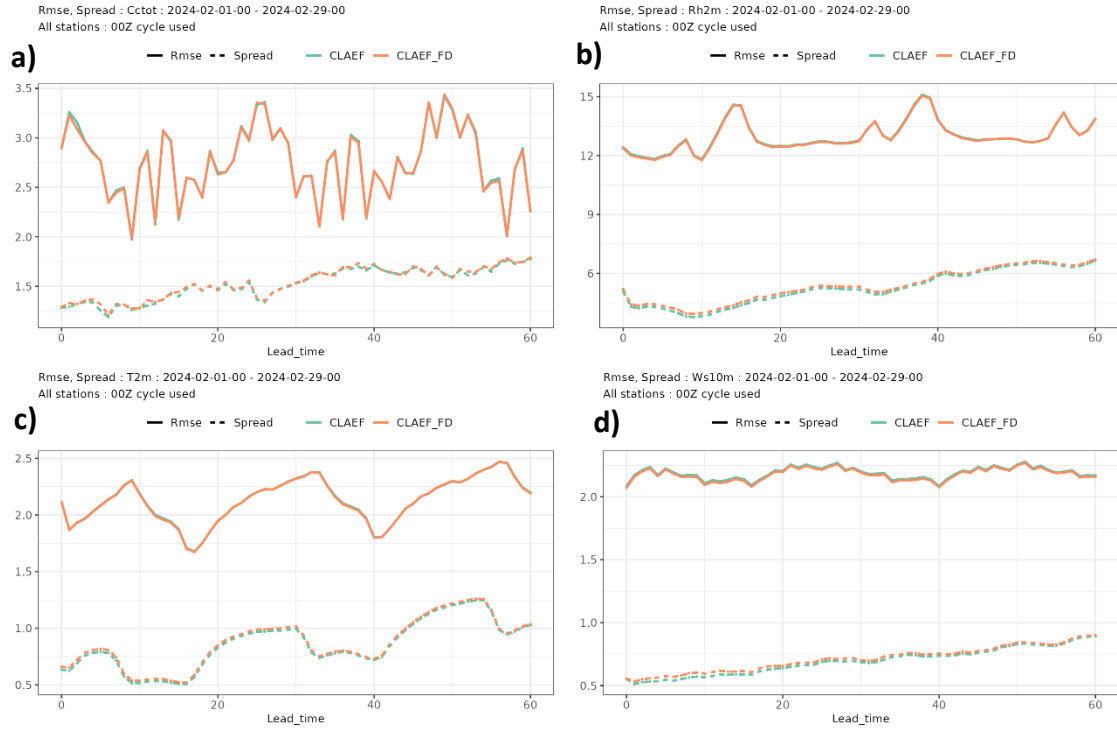 Rmse, Spread : Cctot : 2024-02-01-00 - 2024-02-29-00
All stations : 00Z cycle used
a)
Rmse Spread CLAEF CLAEF_FD
3.5
3.0
2.5
2.0
1.5
0 20 40 60
Lead_time
Rmse, Spread : Rh2m : 2024-02-01-00 - 2024-02-29-00
All stations : 00Z cycle used
b)
Rmse Spread CLAEF CLAEF_FD
15
12
9
6
0 20 40 60
Lead_time
Rmse, Spread : T2m : 2024-02-01-00 - 2024-02-29-00
All stations : 00Z cycle used
c)
Rmse Spread CLAEF CLAEF_FD
2.5
2.0
1.5
1.0
0.5
0 20 40 60
Lead_time
Rmse, Spread : Ws10m : 2024-02-01-00 - 2024-02-29-00
All stations : 00Z cycle used
d)
Rmse Spread CLAEF CLAEF_FD
2.0
1.5
1.0
0.5
0 20 40 60
Lead_time